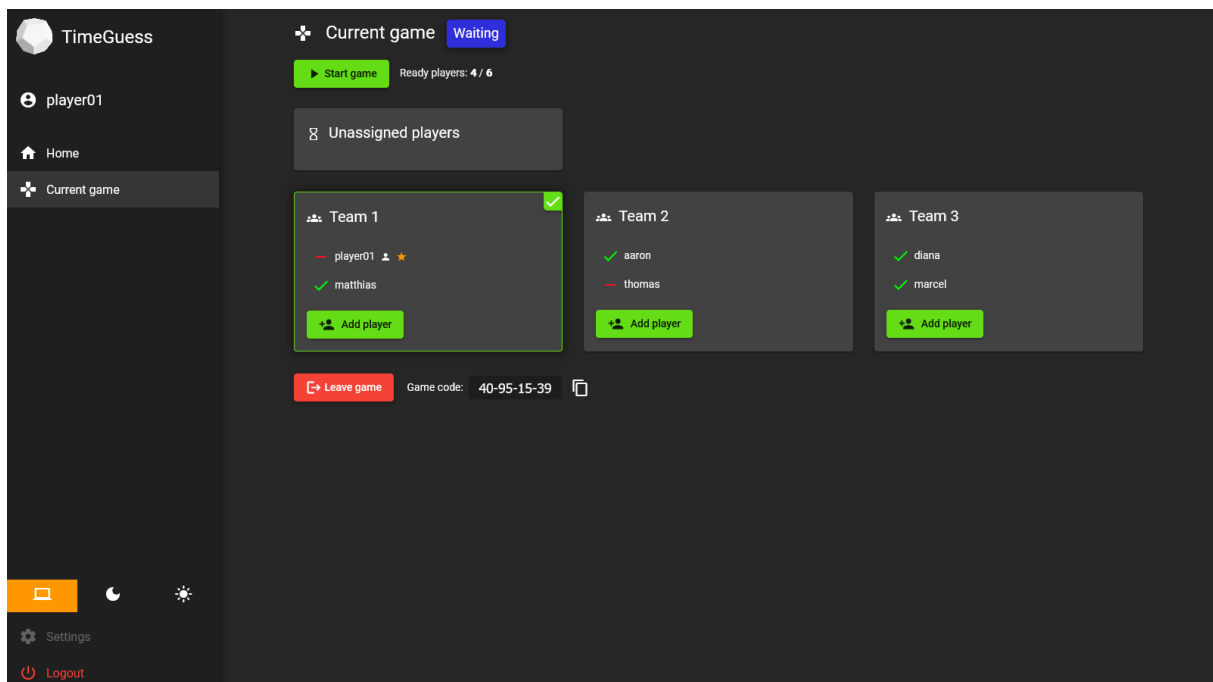 TimeGuess
player01
Home
Current game
Settings
Logout
Current game Waiting
Start game Ready players: 4 / 6
Unassigned players
Team 1
player01
matthias
Add player
Team 2
aaron
thomas
Add player
Team 3
diana
marcel
Add player
Leave game Game code: 40-95-15-39